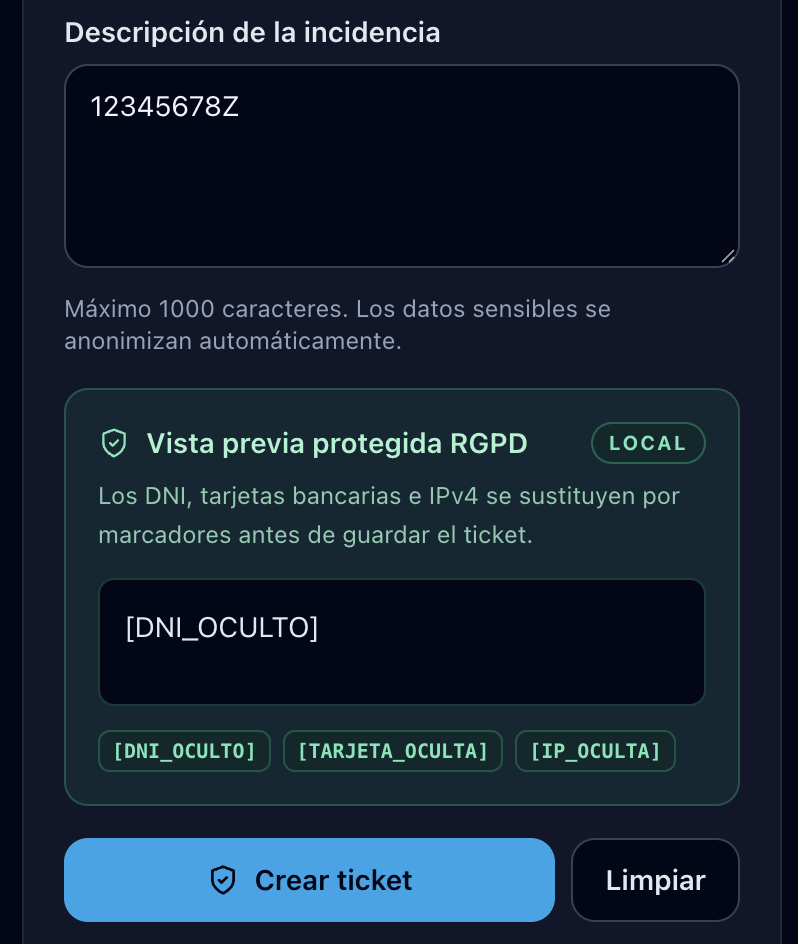 Descripción de la incidencia
12345678Z
Máximo 1000 caracteres. Los datos sensibles se
anonimizan automáticamente.
Vista previa protegida RGPD
LOCAL
Los DNI, tarjetas bancarias e IPv4 se sustituyen por
marcadores antes de guardar el ticket.
[DNI_OCULTO]
[DNI_OCULTO] [TARJETA_OCULTA] [IP_OCULTA]
Crear ticket
Limpiar